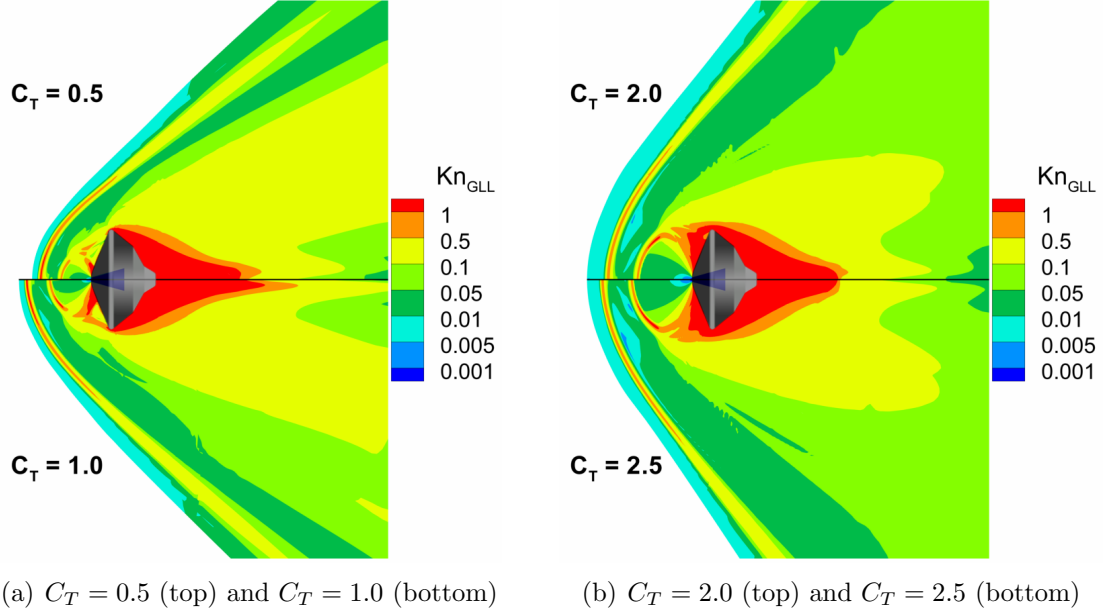 C_T = 0.5
C_T = 1.0
Kn_GLL
1
0.5
0.1
0.05
0.01
0.005
0.001
C_T = 2.0
C_T = 2.5
Kn_GLL
1
0.5
0.1
0.05
0.01
0.005
0.001
(a) C_T = 0.5 (top) and C_T = 1.0 (bottom)
(b) C_T = 2.0 (top) and C_T = 2.5 (bottom)